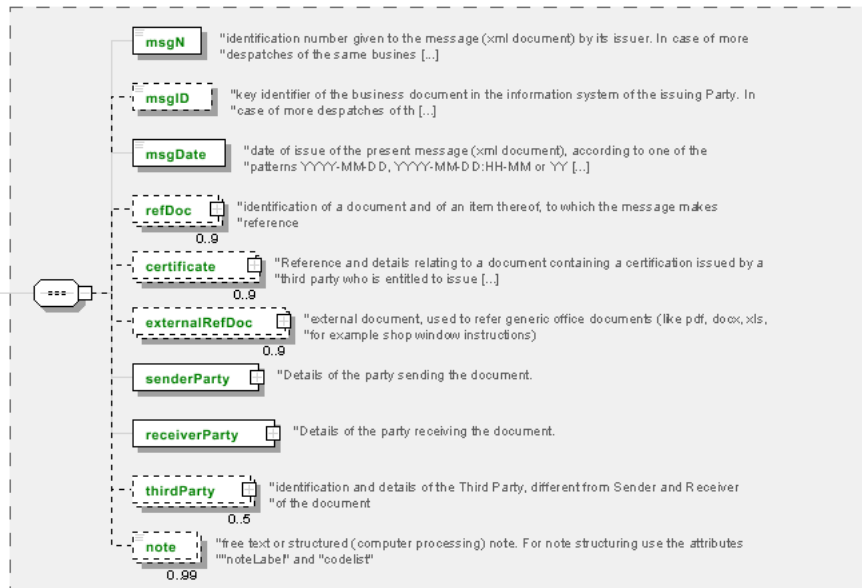 msgN
"identification number given to the message (xml document) by its issuer. In case of more
"despatches of the same busines [...]
msgID
"key identifier of the business document in the information system of the issuing Party. In
"case of more despatches of th [...]
msgDate
"date of issue of the present message (xml document), according to one of the
"patterns YYYY-MM-DD, YYYY-MM-DD:HH-MM or YY [...]
refDoc
"identification of a document and of an item thereof, to which the message makes
"reference
0..9
certificate
"Reference and details relating to a document containing a certification issued by a
"third party who is entitled to issue [...]
0..9
externalRefDoc
"external document, used to refer generic office documents (like pdf, docx, xls,
"for example shop window instructions)
0..9
senderParty
"Details of the party sending the document.
receiverParty
"Details of the party receiving the document.
thirdParty
"identification and details of the Third Party, different from Sender and Receiver
"of the document
0..5
note
"free text or structured (computer processing) note. For note structuring use the attributes
""noteLabel" and "codelist"
0..99